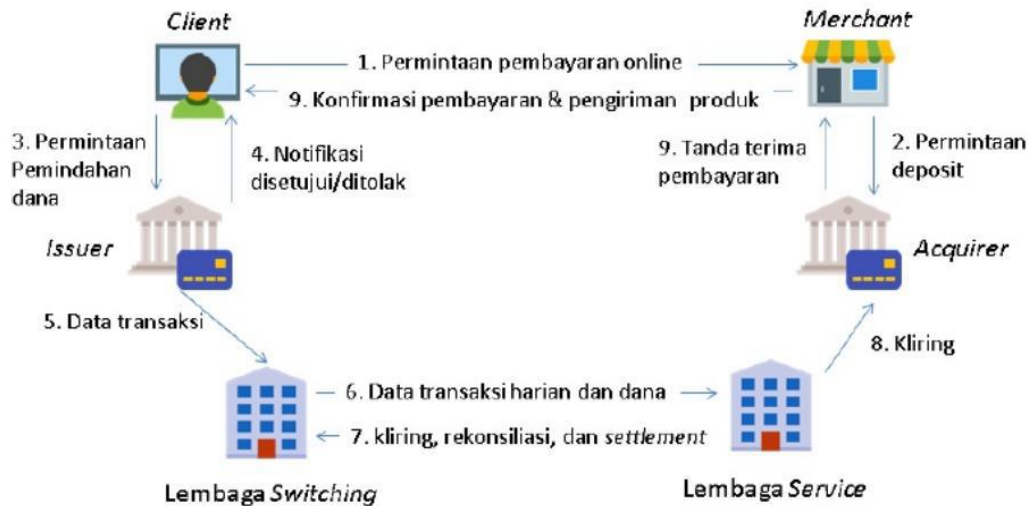 Client
Merchant
1. Permintaan pembayaran online
9. Konfirmasi pembayaran & pengiriman produk
3. Permintaan
Pemindahan
dana
4. Notifikasi
disetujui/ditolak
9. Tanda terima
pembayaran
2. Permintaan
deposit
Issuer
Acquirer
5. Data transaksi
8. Kliring
6. Data transaksi harian dan dana
7. kliring, rekonsiliasi, dan settlement
Lembaga Switching
Lembaga Service